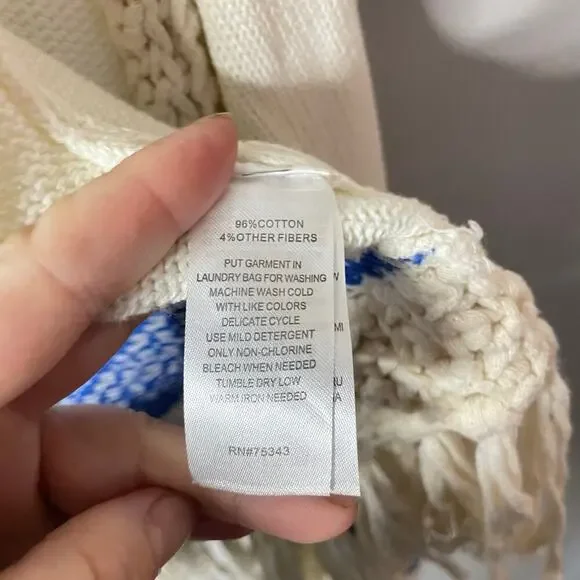 96%COTTON
4%OTHER FIBERS
PUT GARMENT IN
LAUNDRY BAG FOR WASHING
MACHINE WASH COLD
WITH LIKE COLORS
DELICATE CYCLE
USE MILD DETERGENT
ONLY NON-CHLORINE
BLEACH WHEN NEEDED
TUMBLE DRY LOW
WARM IRON NEEDED
RN#75343